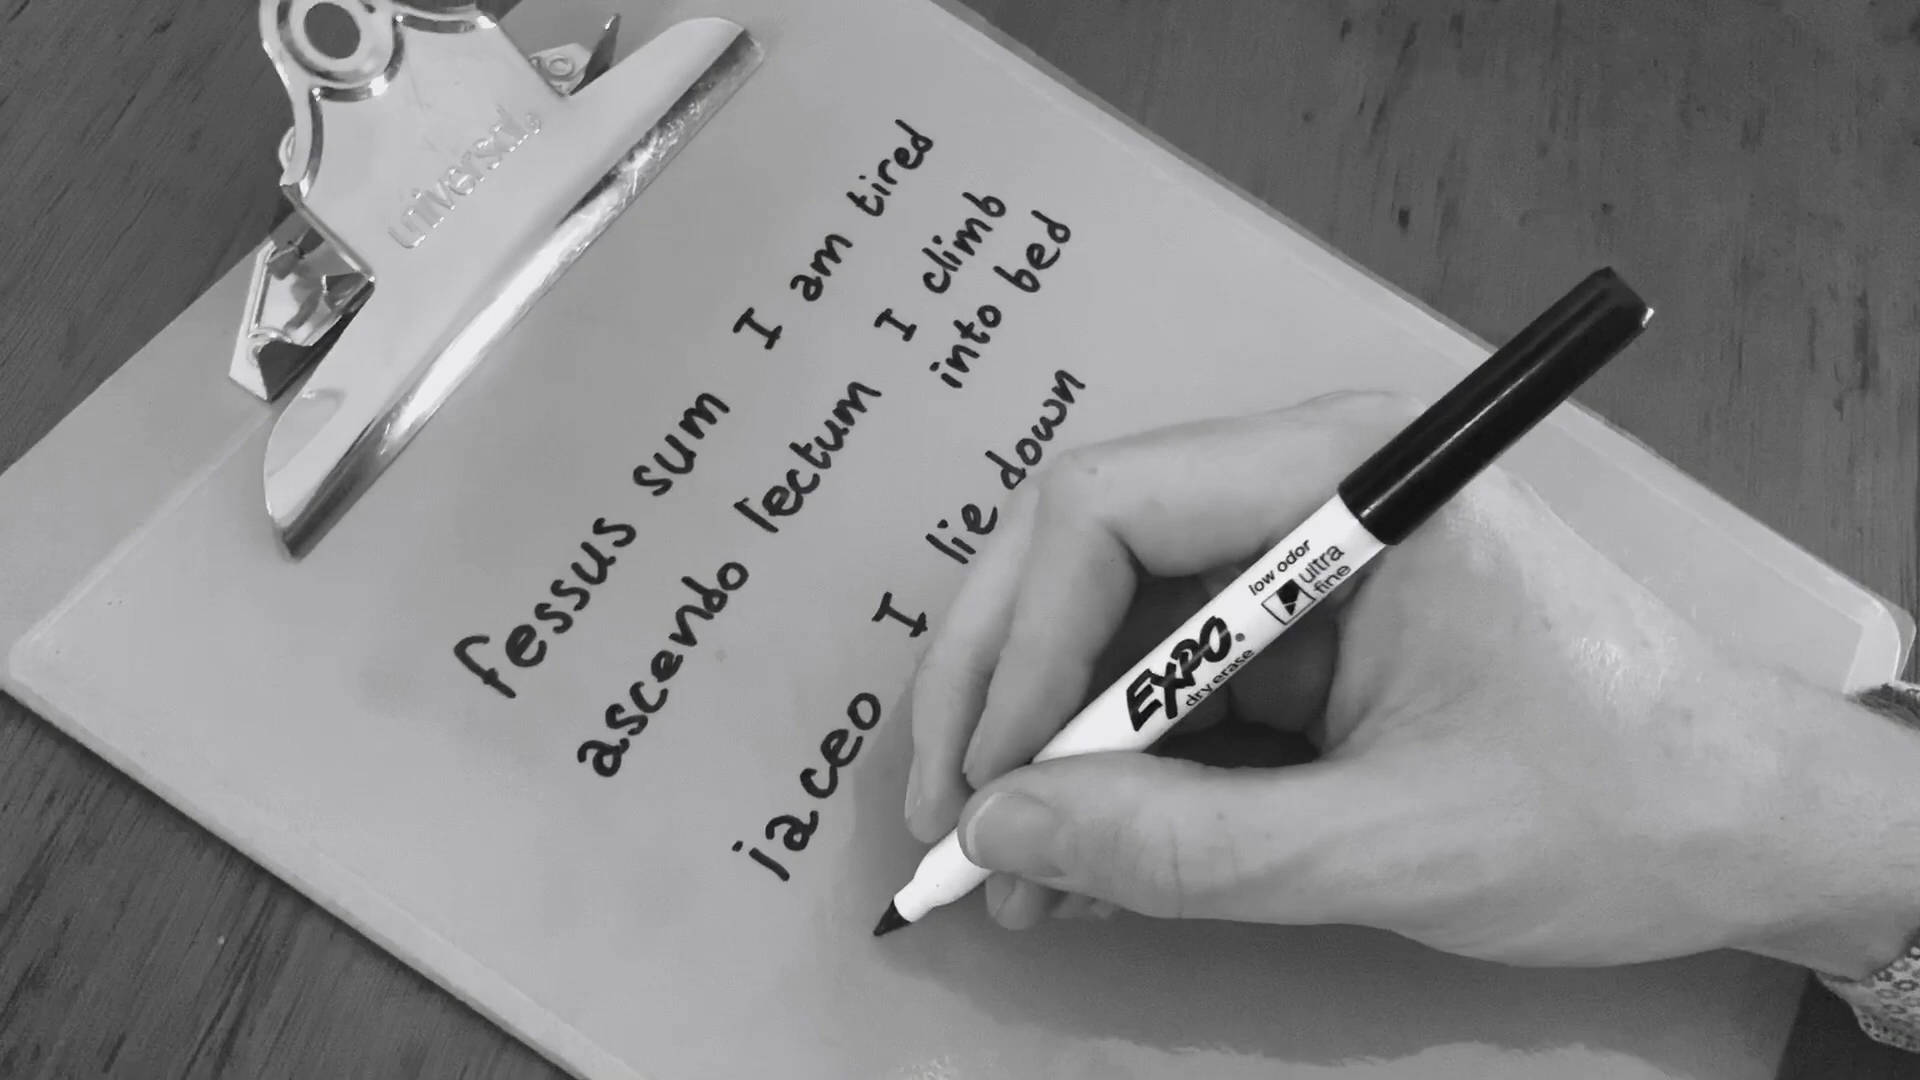 universal®
fessus sum I am tired
ascendo lectum I climb
into bed
iaceo I lie down
low odor
ultra
fine
EXPO®
dry erase